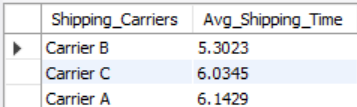 Shipping_Carriers Avg_Shipping_Time
Carrier B 5.3023
Carrier C 6.0345
Carrier A 6.1429